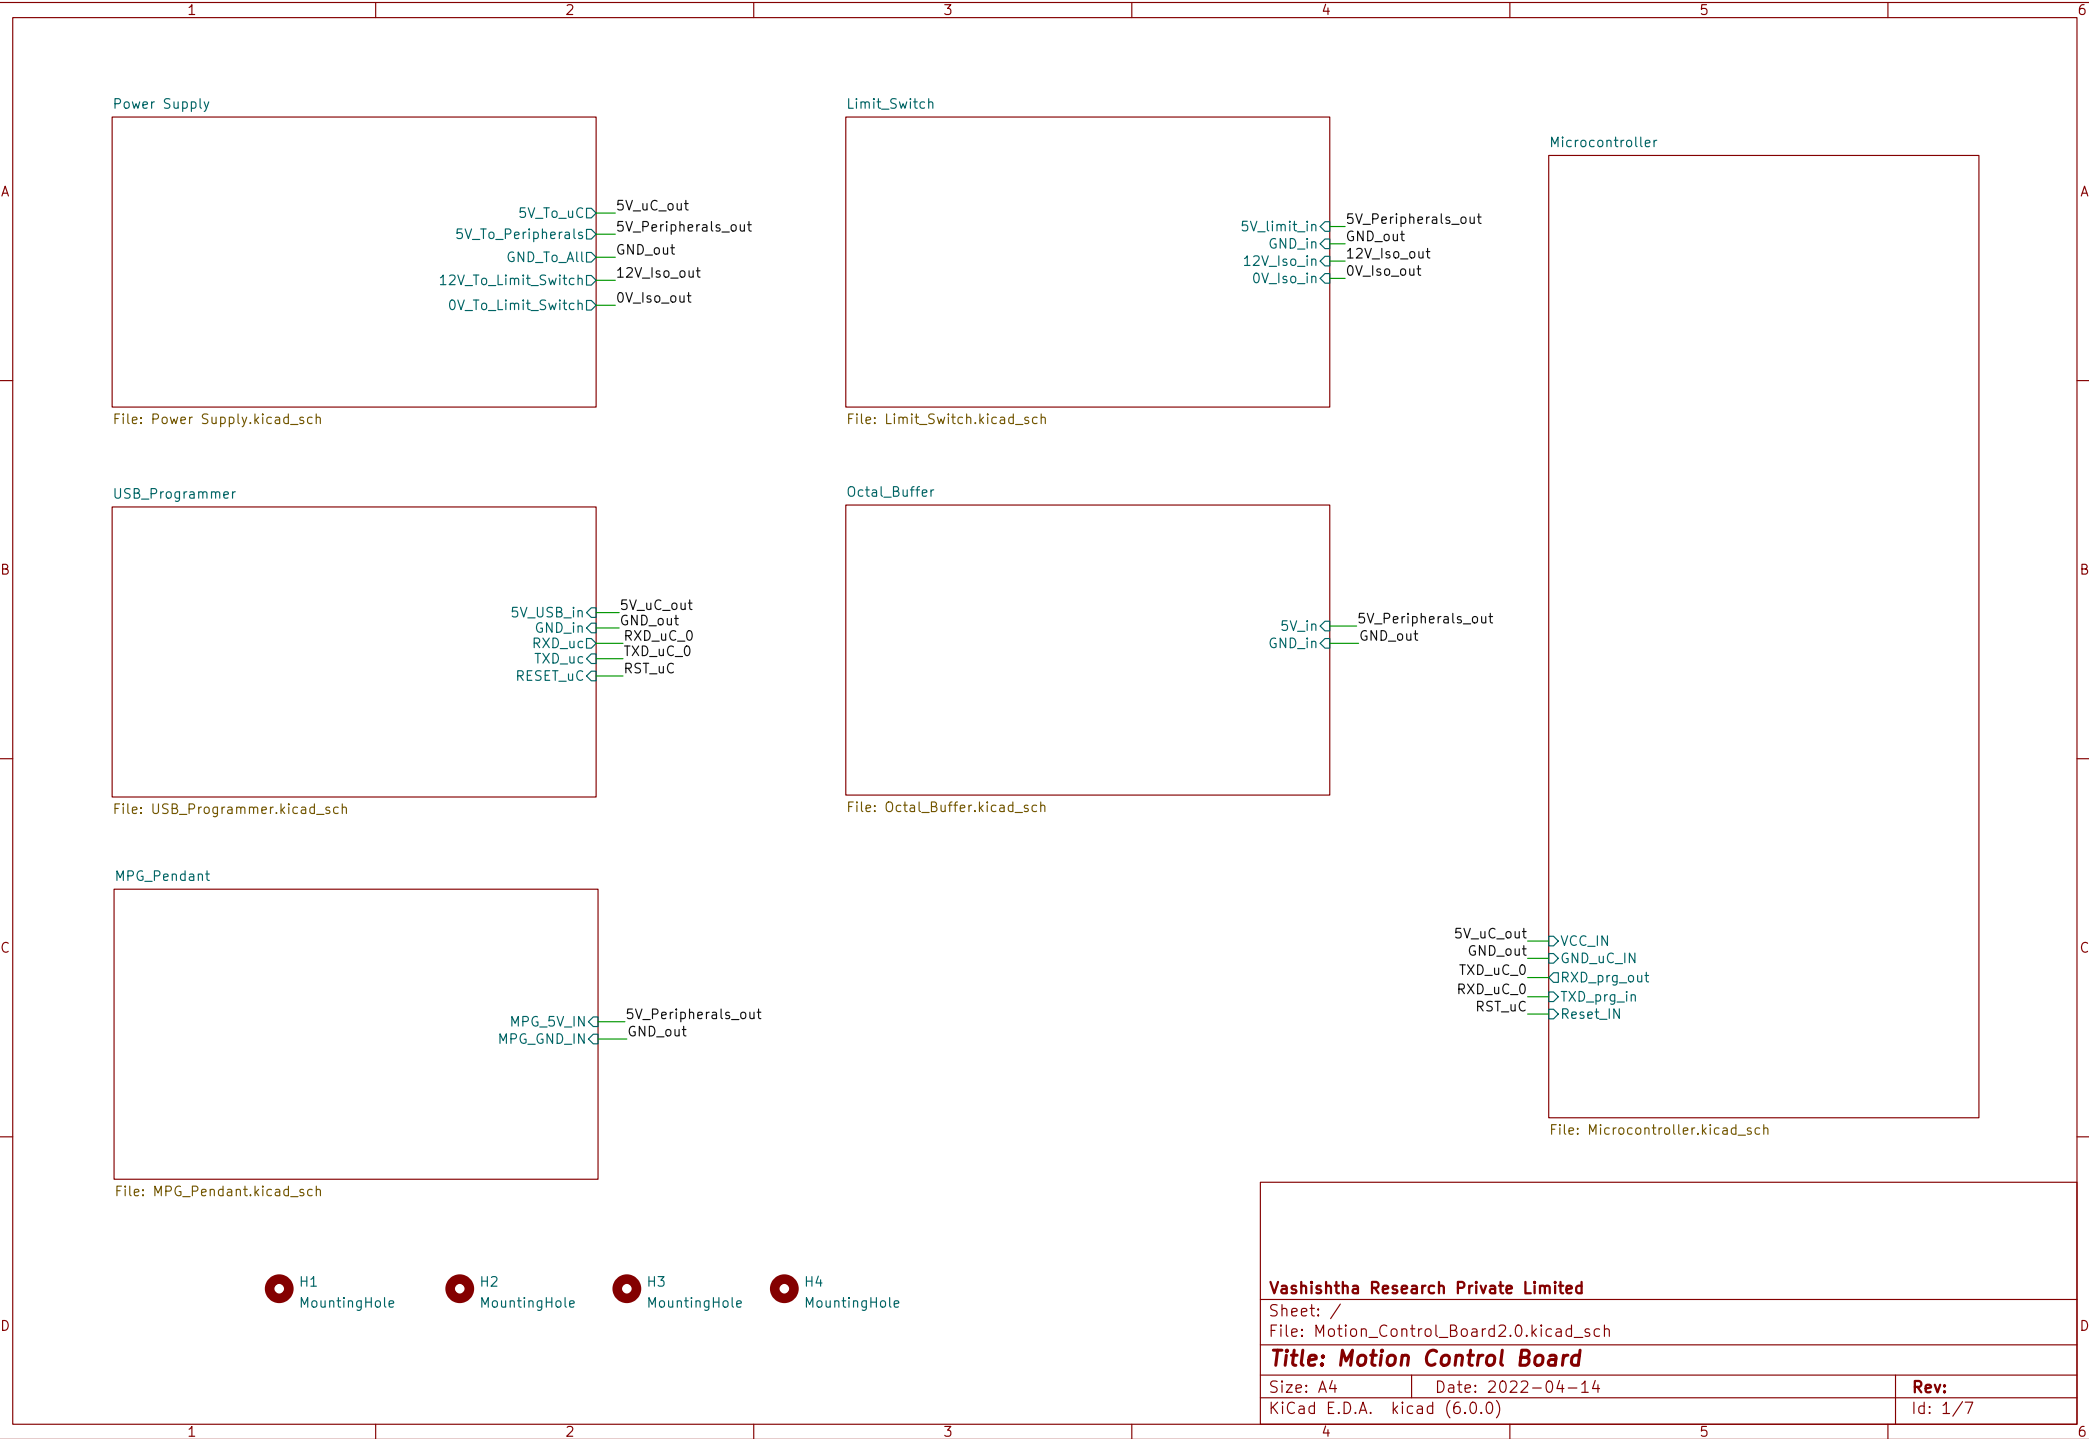 1 2 3 4 5 6
A A
B B
C C
D D
Power Supply
5V_To_uC 5V_uC_out
5V_To_Peripherals 5V_Peripherals_out
GND_To_All GND_out
12V_To_Limit_Switch 12V_Iso_out
0V_To_Limit_Switch 0V_Iso_out
File: Power Supply.kicad_sch
Limit_Switch
5V_limit_in 5V_Peripherals_out
GND_in GND_out
12V_Iso_in 12V_Iso_out
0V_Iso_in 0V_Iso_out
File: Limit_Switch.kicad_sch
Microcontroller
5V_uC_out VCC_IN
GND_out GND_uC_IN
TXD_uC_0 RXD_prg_out
RXD_uC_0 TXD_prg_in
RST_uC Reset_IN
File: Microcontroller.kicad_sch
USB_Programmer
5V_USB_in 5V_uC_out
GND_in GND_out
RXD_uc RXD_uC_0
TXD_uc TXD_uC_0
RESET_uC RST_uC
File: USB_Programmer.kicad_sch
Octal_Buffer
5V_in 5V_Peripherals_out
GND_in GND_out
File: Octal_Buffer.kicad_sch
MPG_Pendant
MPG_5V_IN 5V_Peripherals_out
MPG_GND_IN GND_out
File: MPG_Pendant.kicad_sch
H1 H2 H3 H4
MountingHole MountingHole MountingHole MountingHole
Vashishtha Research Private Limited
Sheet: /
File: Motion_Control_Board2.0.kicad_sch
Title: Motion Control Board
Size: A4 Date: 2022-04-14 Rev:
KiCad E.D.A. kicad (6.0.0) Id: 1/7
1 2 3 4 5 6